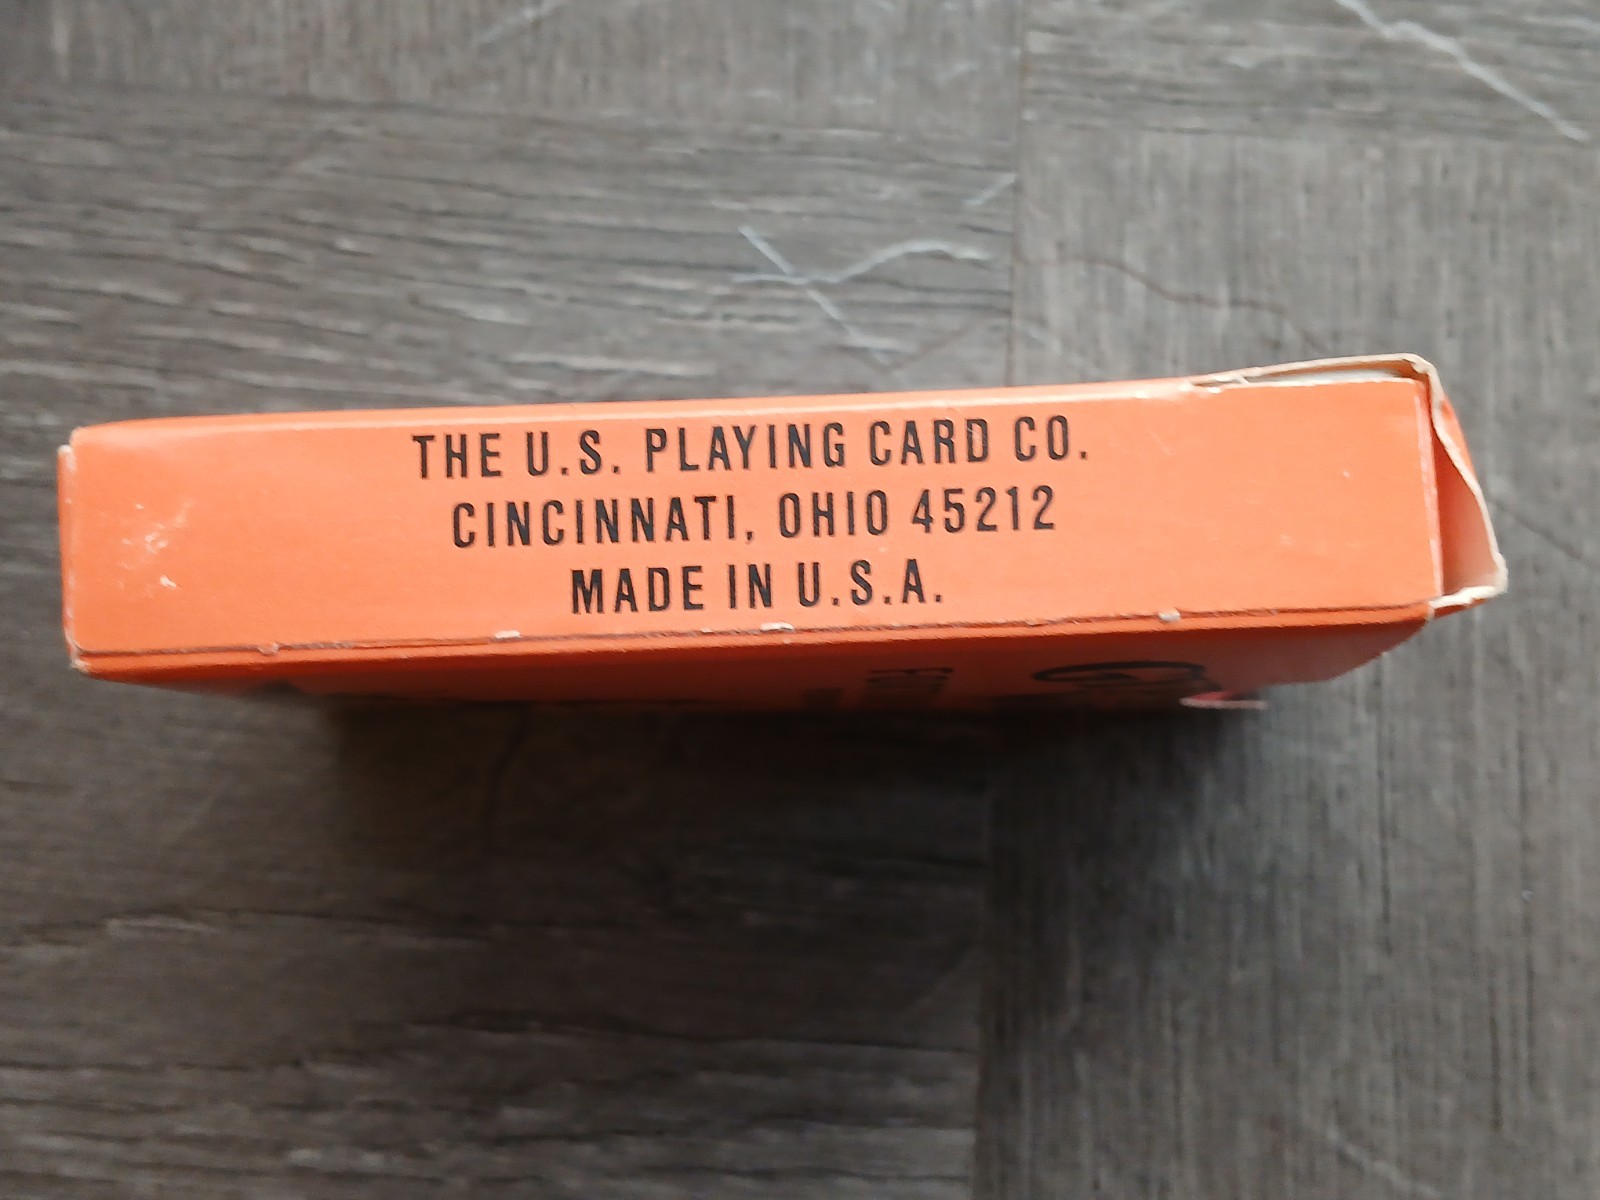 THE U.S. PLAYING CARD CO.
CINCINNATI, OHIO 45212
MADE IN U.S.A.